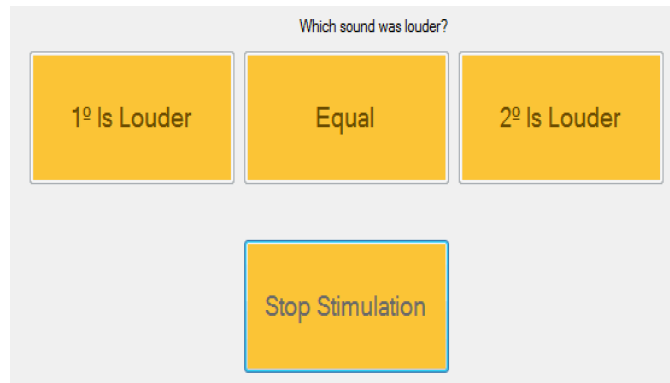 Which sound was louder?
1º Is Louder
Equal
2º Is Louder
Stop Stimulation